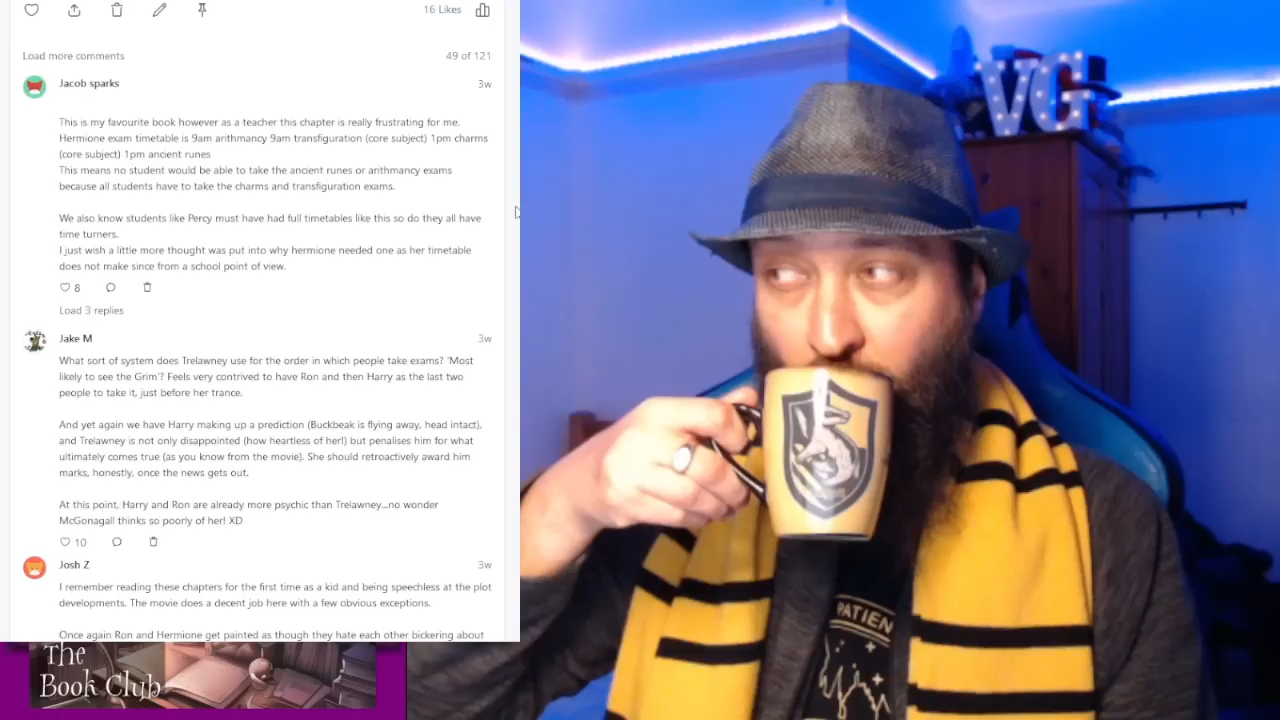 16 Likes
Load more comments
49 of 121
Jacob sparks
3w
This is my favourite book however as a teacher this chapter is really frustrating for me.
Hermione exam timetable is 9am arithmancy 9am transfiguration (core subject) 1pm charms
(core subject) 1pm ancient runes
This means no student would be able to take the ancient runes or arithmancy exams
because all students have to take the charms and transfiguration exams.
We also know students like Percy must have had full timetables like this so do they all have
time turners.
I just wish a little more thought was put into why hermione needed one as her timetable
does not make since from a school point of view.
8
Load 3 replies
Jake M
3w
What sort of system does Trelawney use for the order in which people take exams? 'Most
likely to see the Grim'? Feels very contrived to have Ron and then Harry as the last two
people to take it, just before her trance.
And yet again we have Harry making up a prediction (Buckbeak is flying away, head intact),
and Trelawney is not only disappointed (how heartless of her!) but penalises him for what
ultimately comes true (as you know from the movie). She should retroactively award him
marks, honestly, once the news gets out.
At this point, Harry and Ron are already more psychic than Trelawney...no wonder
McGonagall thinks so poorly of her! XD
10
Josh Z
3w
I remember reading these chapters for the first time as a kid and being speechless at the plot
developments. The movie does a decent job here with a few obvious exceptions.
Once again Ron and Hermione get painted as though they hate each other bickering about
The
Book Club
VG
PATIEN